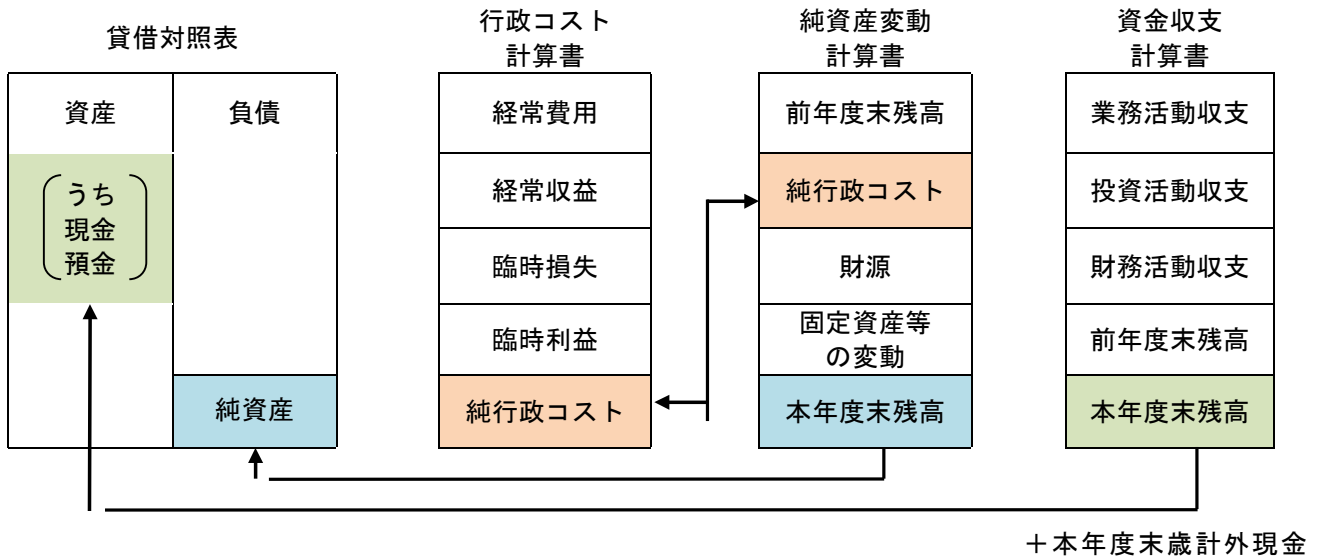 貸借対照表
資産
負債
うち
現金
預金
純資産
行政コスト
計算書
経常費用
経常収益
臨時損失
臨時利益
純行政コスト
純資産変動
計算書
前年度末残高
純行政コスト
財源
固定資産等
の変動
本年度末残高
資金収支
計算書
業務活動収支
投資活動収支
財務活動収支
前年度末残高
本年度末残高
＋本年度末歳計外現金